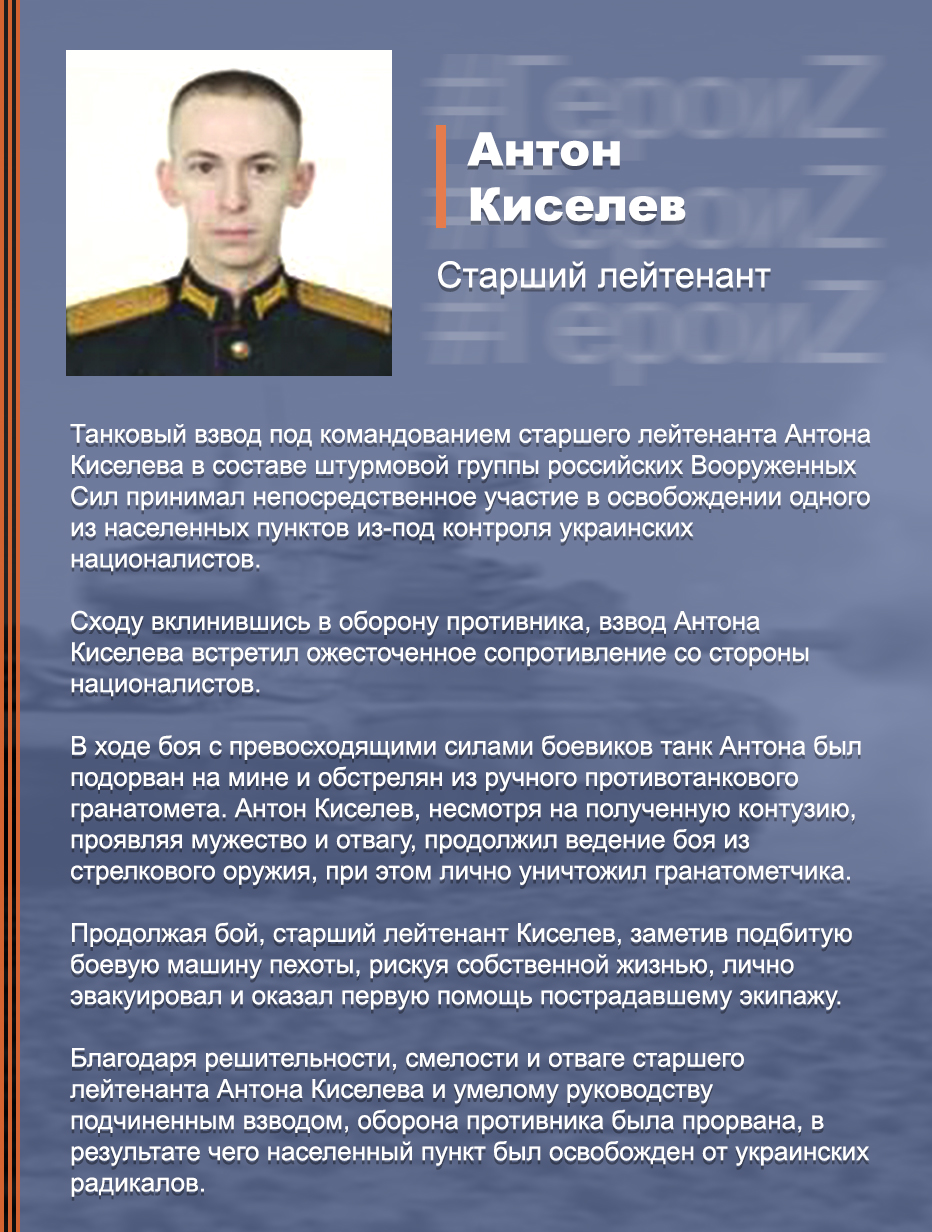 #ГероиZ
Антон
#ГероиZ
Киселев
Старший лейтенант
#ГероиZ
Танковый взвод под командованием старшего лейтенанта Антона
Киселева в составе штурмовой группы российских Вооруженных
Сил принимал непосредственное участие в освобождении одного
из населенных пунктов из-под контроля украинских
националистов.
Сходу вклинившись в оборону противника, взвод Антона
Киселева встретил ожесточенное сопротивление со стороны
националистов.
В ходе боя с превосходящими силами боевиков танк Антона был
подорван на мине и обстрелян из ручного противотанкового
гранатомета. Антон Киселев, несмотря на полученную контузию,
проявляя мужество и отвагу, продолжил ведение боя из
стрелкового оружия, при этом лично уничтожил гранатометчика.
Продолжая бой, старший лейтенант Киселев, заметив подбитую
боевую машину пехоты, рискуя собственной жизнью, лично
эвакуировал и оказал первую помощь пострадавшему экипажу.
Благодаря решительности, смелости и отваге старшего
лейтенанта Антона Киселева и умелому руководству
подчиненным взводом, оборона противника была прорвана, в
результате чего населенный пункт был освобожден от украинских
радикалов.